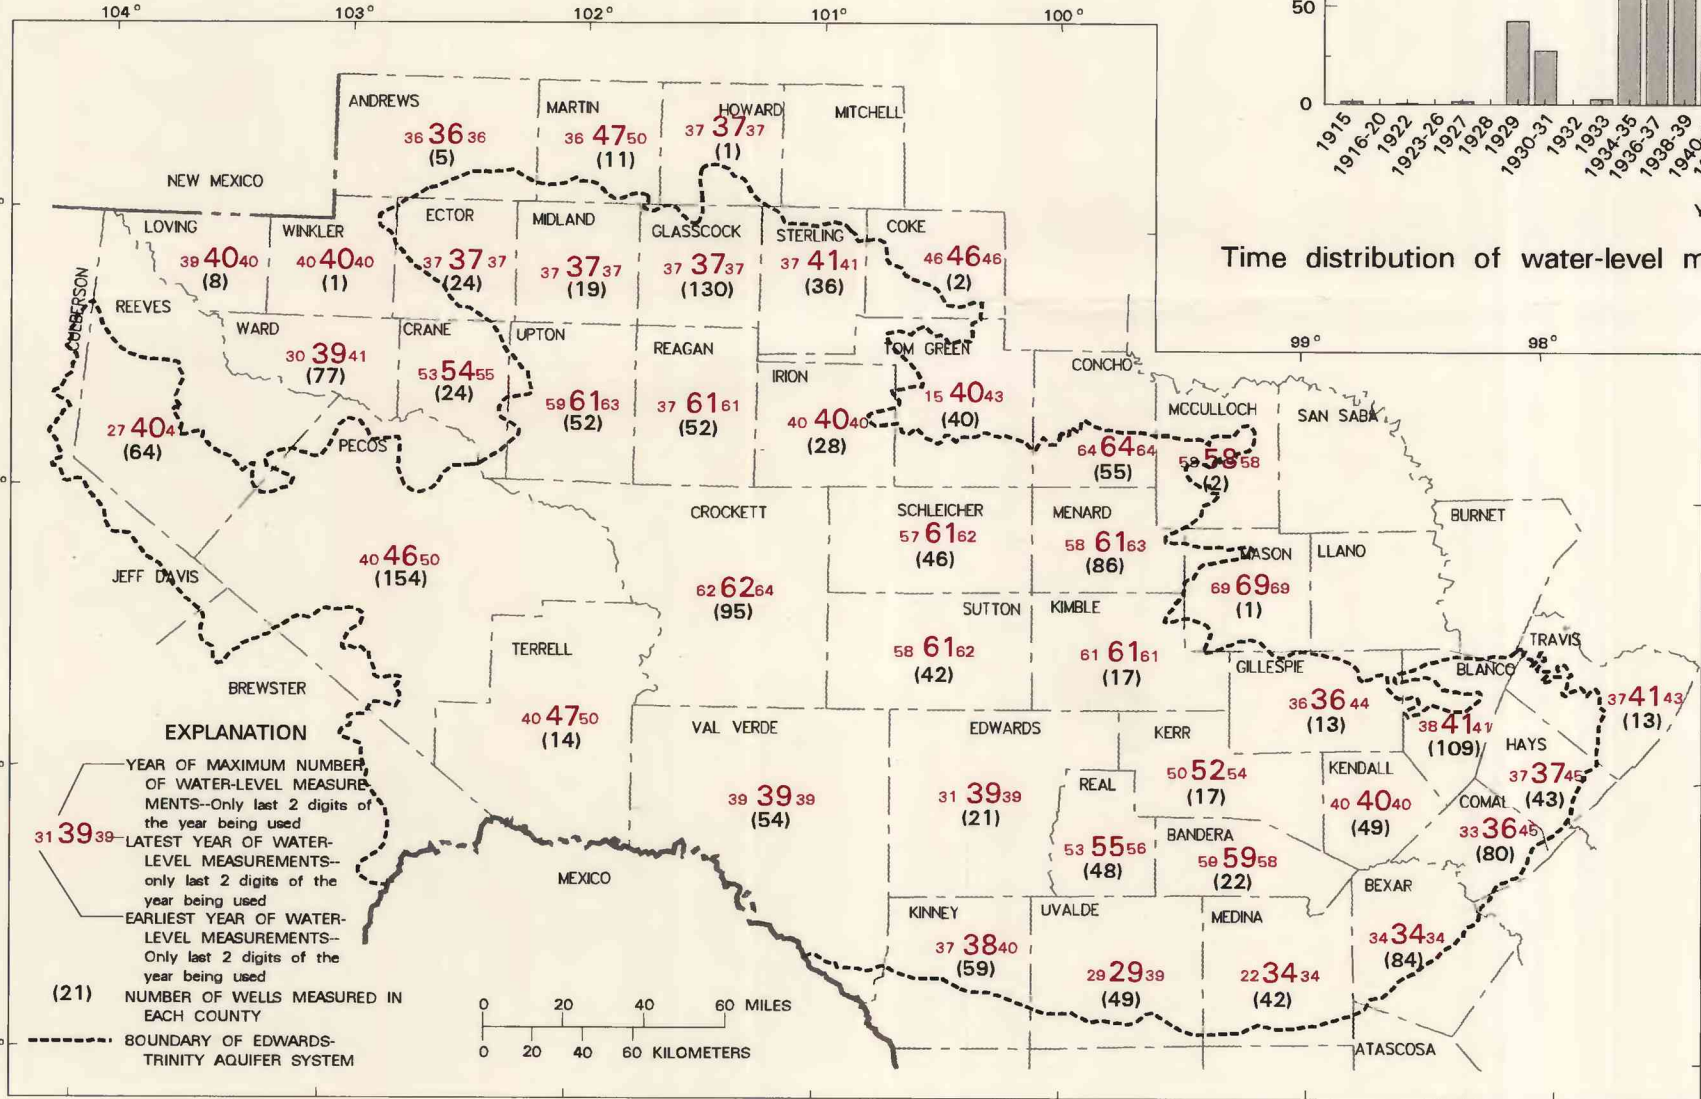 104° 103° 102° 101° 100°
50
0
1915 1916-20 1922 1923-26 1927 1928 1929 1930-31 1932 1933 1934-35 1936-37 1938-39
Time distribution of water-level m
99° 98°
NEW MEXICO
ANDREWS
36 36 36
(5)
MARTIN
36 47 50
(11)
HOWARD
37 37 37
(1)
MITCHELL
LOVING
39 40 40
(8)
WINKLER
40 40 40
(1)
ECTOR
37 37 37
(24)
MIDLAND
37 37 37
(19)
GLASSCOCK
37 37 37
(130)
STERLING
37 41 41
(36)
COKE
46 46 46
(2)
CULBERSON
REEVES
27 40 4
(64)
WARD
30 39 41
(77)
CRANE
53 54 55
(24)
UPTON
59 61 63
(52)
REAGAN
37 61 61
(52)
IRION
40 40 40
(28)
TOM GREEN
15 40 43
(40)
CONCHO
64 64 64
(55)
MCCULLOCH
58 58 58
(2)
SAN SABA
PECOS
40 46 50
(154)
JEFF DAVIS
CROCKETT
62 62 64
(95)
SCHLEICHER
57 61 62
(46)
MENARD
58 61 63
(86)
MASON
69 69 69
(1)
LLANO
BURNET
BREWSTER
TERRELL
40 47 50
(14)
SUTTON
58 61 62
(42)
KIMBLE
61 61 61
(17)
GILLESPIE
36 36 44
(13)
BLANCO
38 41 41
(109)
TRAVIS
37 41 43
(13)
VAL VERDE
39 39 39
(54)
EDWARDS
31 39 39
(21)
REAL
53 55 56
(48)
KERR
50 52 54
(17)
KENDALL
40 40 40
(49)
HAYS
37 37 45
(43)
COMAL
33 36 45
(80)
BANDERA
59 58
(22)
MEXICO
KINNEY
37 38 40
(59)
UVALDE
29 29 39
(49)
MEDINA
22 34 34
(42)
BEXAR
34 34 34
(84)
ATASCOSA
EXPLANATION
31 39 39
YEAR OF MAXIMUM NUMBER
OF WATER-LEVEL MEASURE
MENTS--Only last 2 digits of
the year being used
LATEST YEAR OF WATER-
LEVEL MEASUREMENTS--
only last 2 digits of the
year being used
EARLIEST YEAR OF WATER-
LEVEL MEASUREMENTS--
Only last 2 digits of the
year being used
(21) NUMBER OF WELLS MEASURED IN
EACH COUNTY
BOUNDARY OF EDWARDS-
TRINITY AQUIFER SYSTEM
0 20 40 60 MILES
0 20 40 60 KILOMETERS